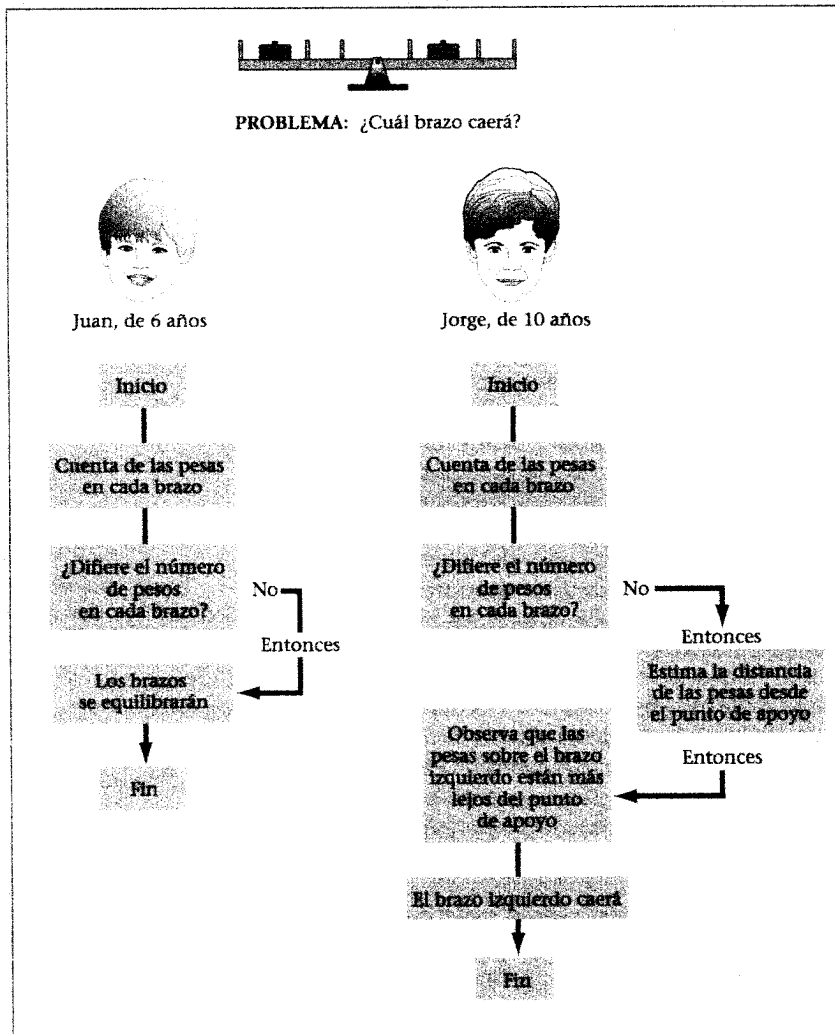 PROBLEMA: ¿Cuál brazo caerá?
Juan, de 6 años
Inicio
Cuenta de las pesas
en cada brazo
¿Difiere el número
de pesos
en cada brazo?
No
Entonces
Los brazos
se equilibrarán
Fin
Jorge, de 10 años
Inicio
Cuenta de las pesas
en cada brazo
¿Difiere el número
de pesos
en cada brazo?
No
Entonces
Estima la distancia
de las pesas desde
el punto de apoyo
Entonces
Observa que las
pesas sobre el brazo
izquierdo están más
lejos del punto
de apoyo
El brazo izquierdo caerá
Fin